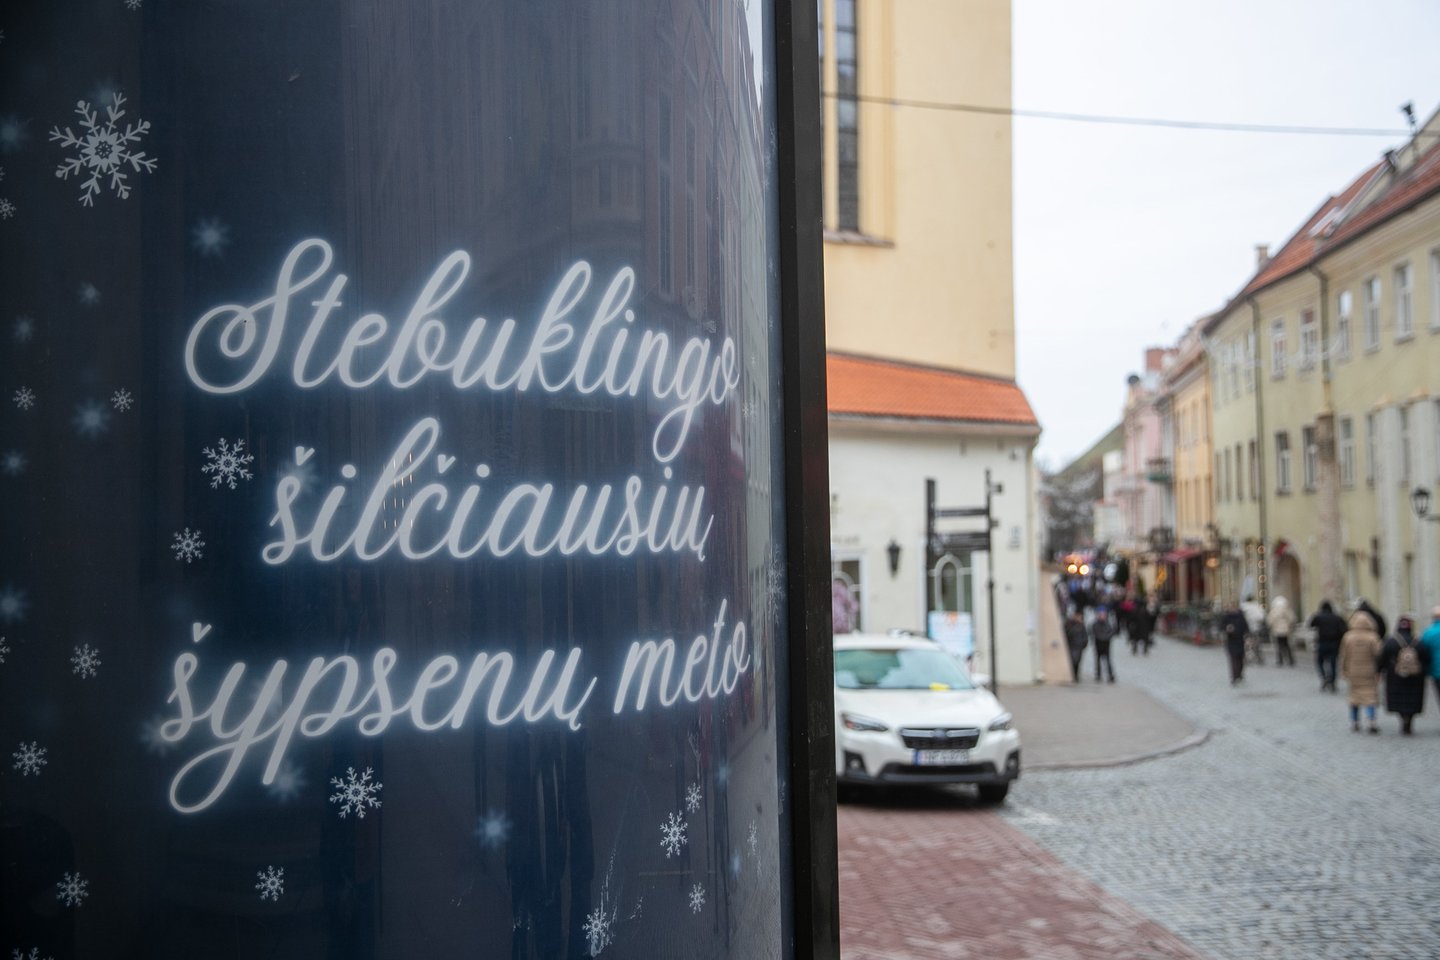 Stebuklingo
šilčiausių
šypsenų meto